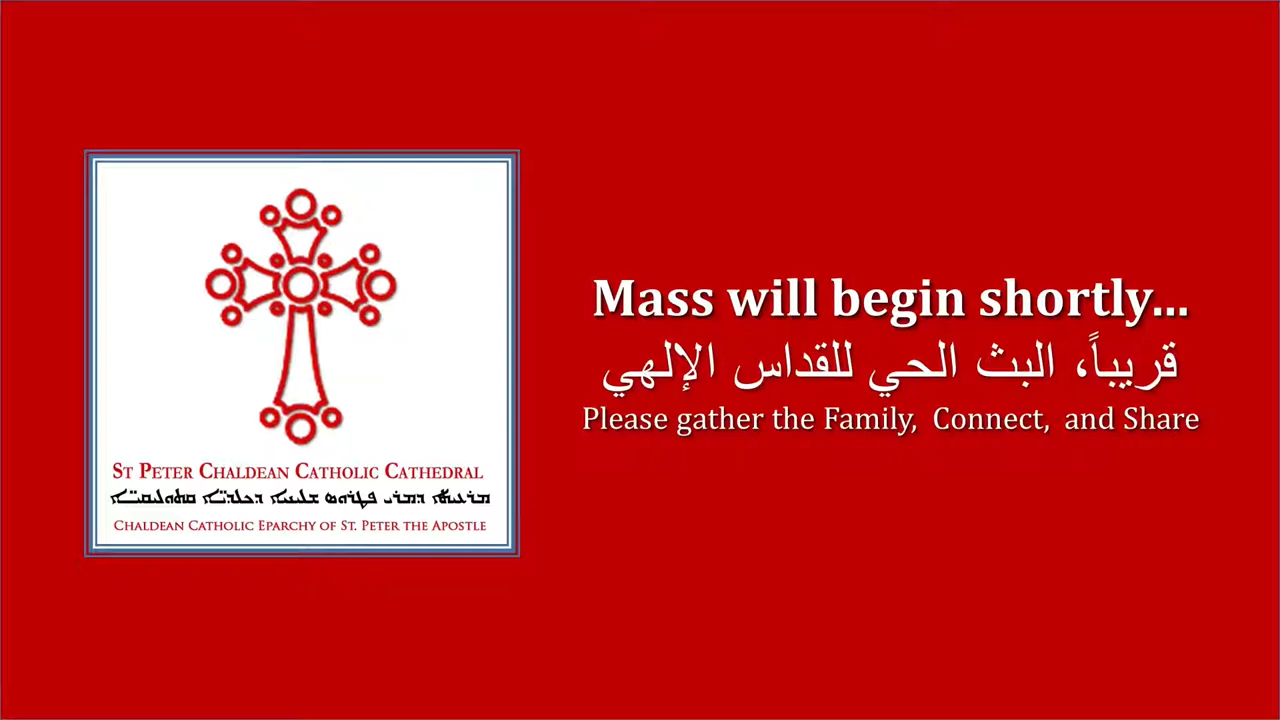 Mass will begin shortly...
قريباً، البث الحي للقداس الإلهي
Please gather the Family, Connect, and Share
ST PETER CHALDEAN CATHOLIC CATHEDRAL
CHALDEAN CATHOLIC EPARCHY OF ST. PETER THE APOSTLE